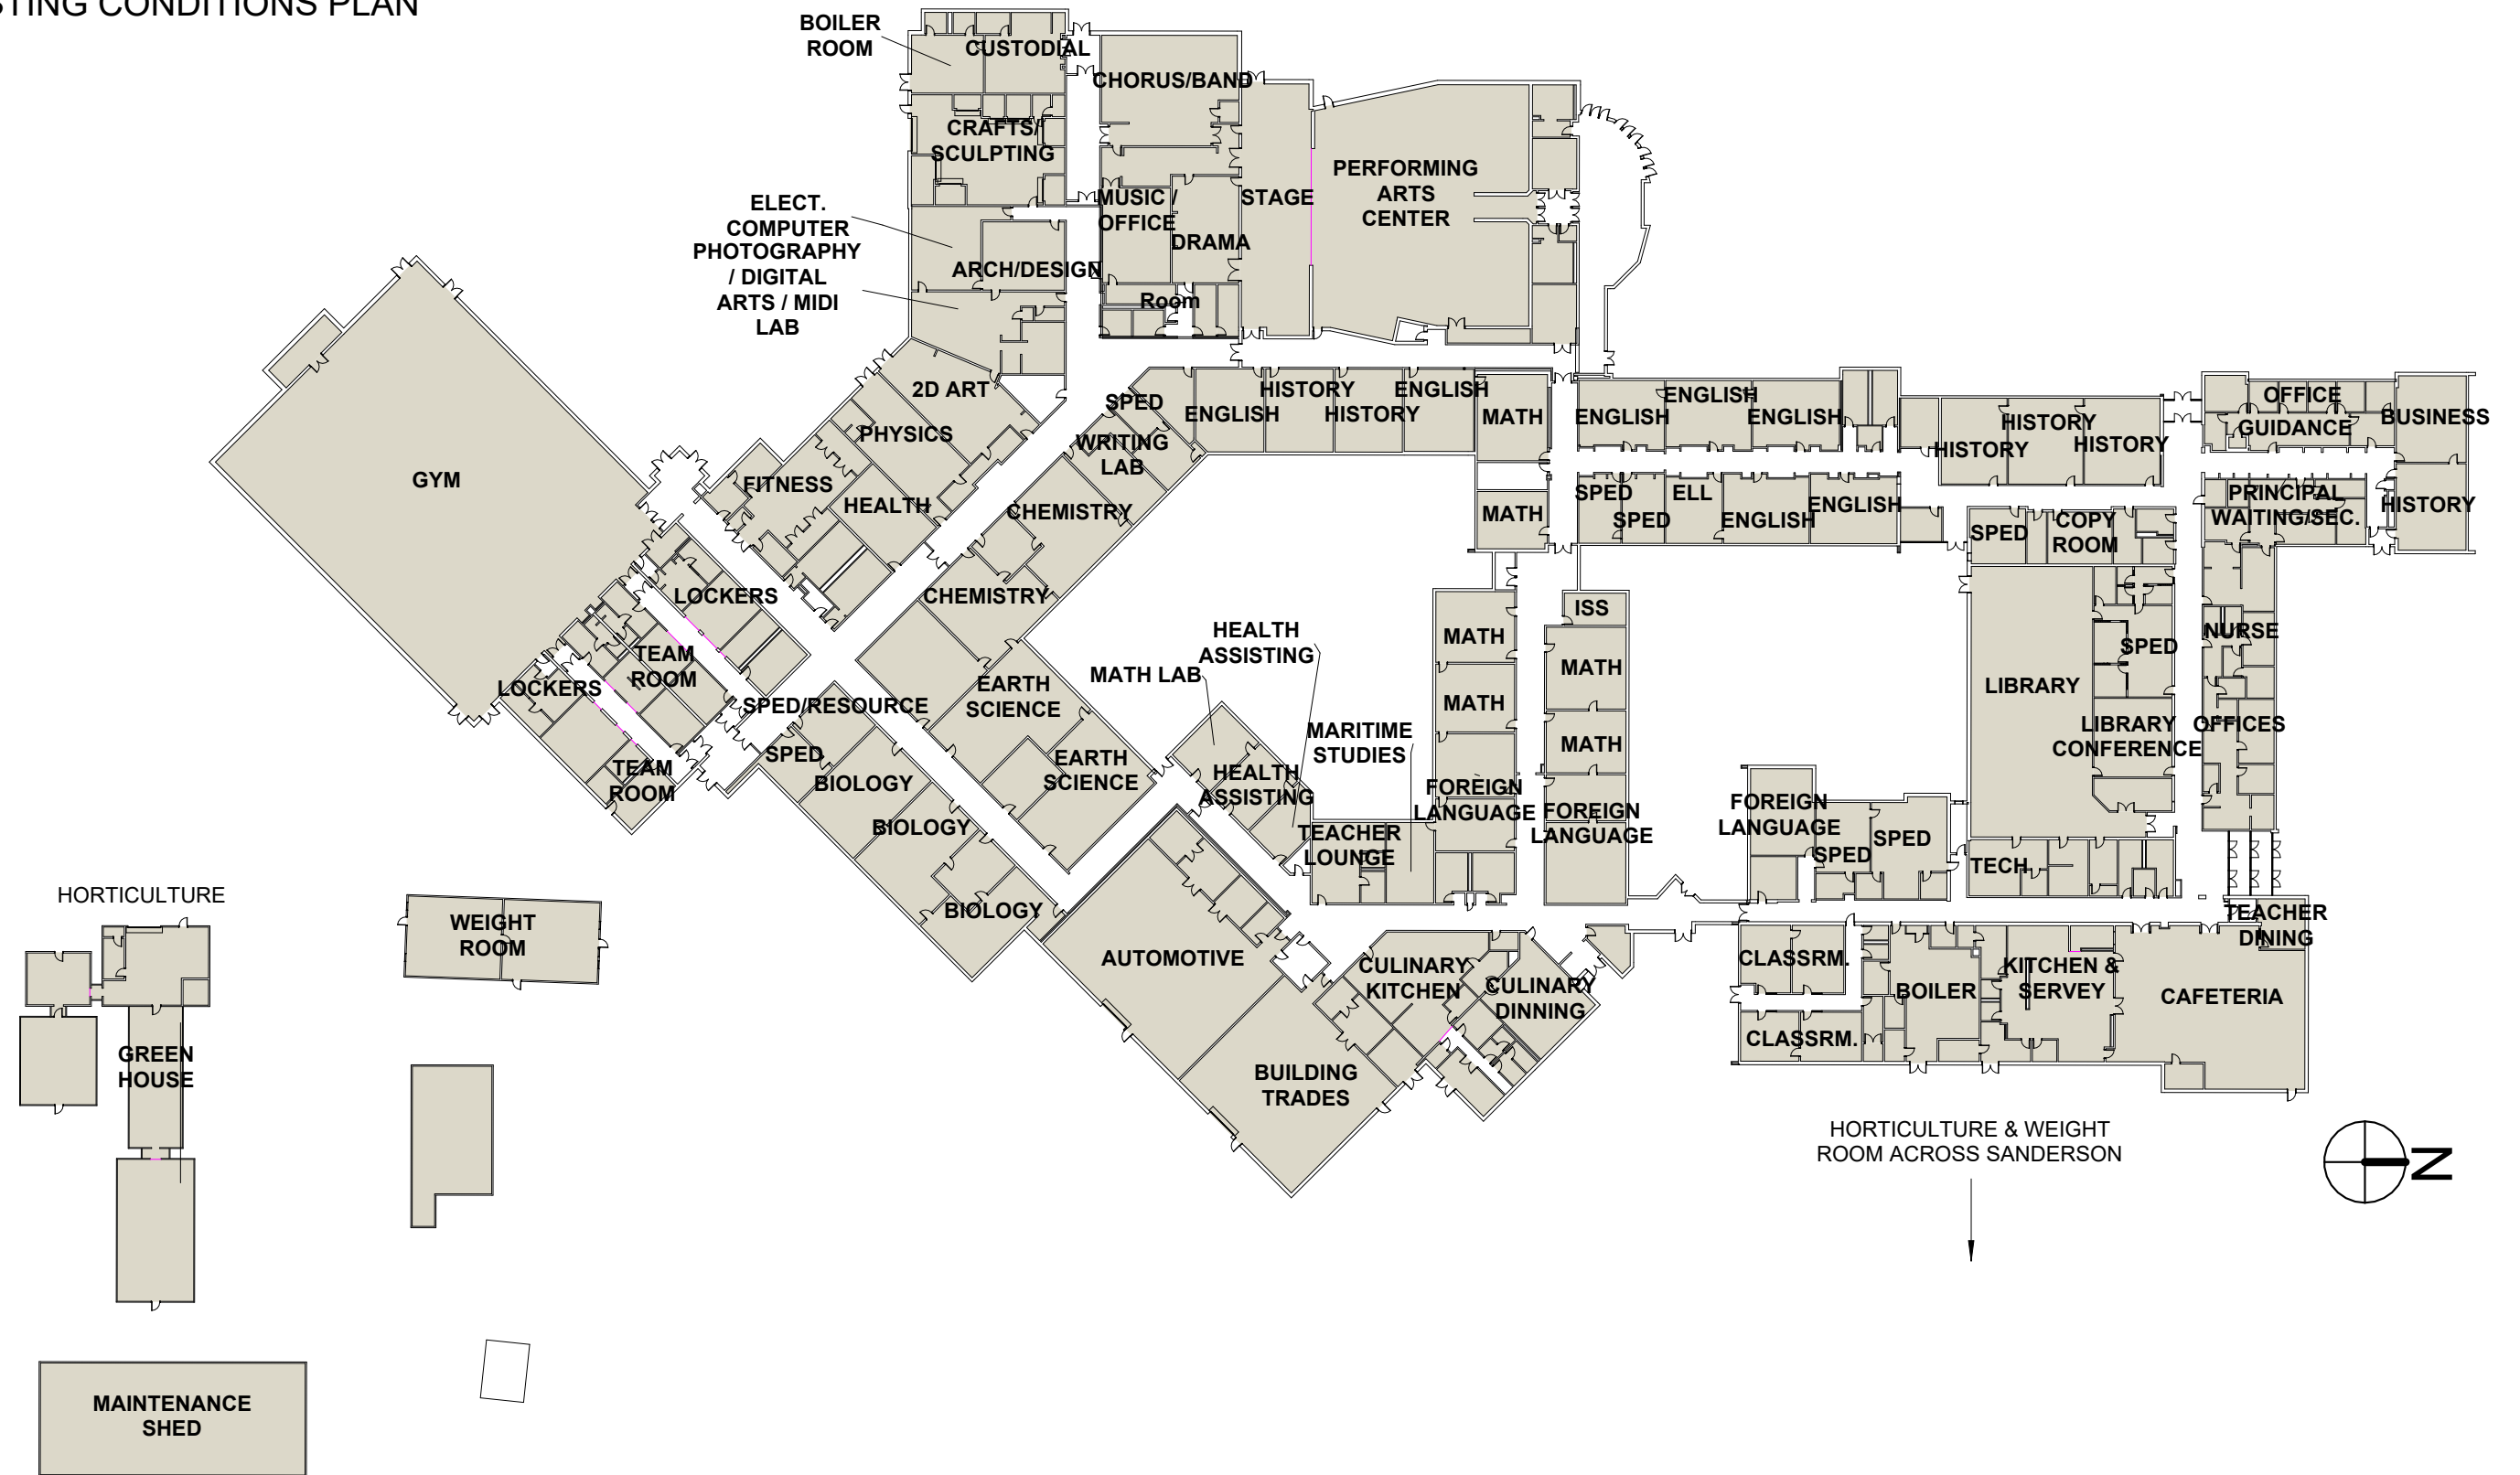 STING CONDITIONS PLAN
BOILER
ROOM
CUSTODIAL
CHORUS/BAND
CRAFTS/
SCULPTING
PERFORMING
ARTS
CENTER
STAGE
MUSIC /
OFFICE
DRAMA
ELECT.
COMPUTER
PHOTOGRAPHY
/ DIGITAL
ARTS / MIDI
LAB
ARCH/DESIGN
Room
2D ART
PHYSICS
FITNESS
HEALTH
GYM
SPED
WRITING
LAB
CHEMISTRY
CHEMISTRY
ENGLISH
HISTORY
HISTORY
ENGLISH
MATH
MATH
ENGLISH
ENGLISH
ENGLISH
SPED
SPED
ELL
ENGLISH
ENGLISH
HISTORY
HISTORY
HISTORY
OFFICE
GUIDANCE
BUSINESS
PRINCIPAL
WAITING/SEC.
HISTORY
SPED
COPY
ROOM
LOCKERS
TEAM
ROOM
LOCKERS
TEAM
ROOM
SPED/RESOURCE
SPED
BIOLOGY
BIOLOGY
BIOLOGY
EARTH
SCIENCE
EARTH
SCIENCE
HEALTH
ASSISTING
MATH LAB
MARITIME
STUDIES
HEALTH
ASSISTING
TEACHER
LOUNGE
MATH
MATH
FOREIGN
LANGUAGE
ISS
MATH
MATH
FOREIGN
LANGUAGE
FOREIGN
LANGUAGE
SPED
SPED
LIBRARY
SPED
LIBRARY
CONFERENCE
NURSE
OFFICES
TECH
TEACHER
DINING
AUTOMOTIVE
BUILDING
TRADES
CULINARY
KITCHEN
CULINARY
DINNING
CLASSRM.
CLASSRM.
BOILER
KITCHEN &
SERVEY
CAFETERIA
HORTICULTURE
GREEN
HOUSE
WEIGHT
ROOM
MAINTENANCE
SHED
HORTICULTURE & WEIGHT
ROOM ACROSS SANDERSON
N